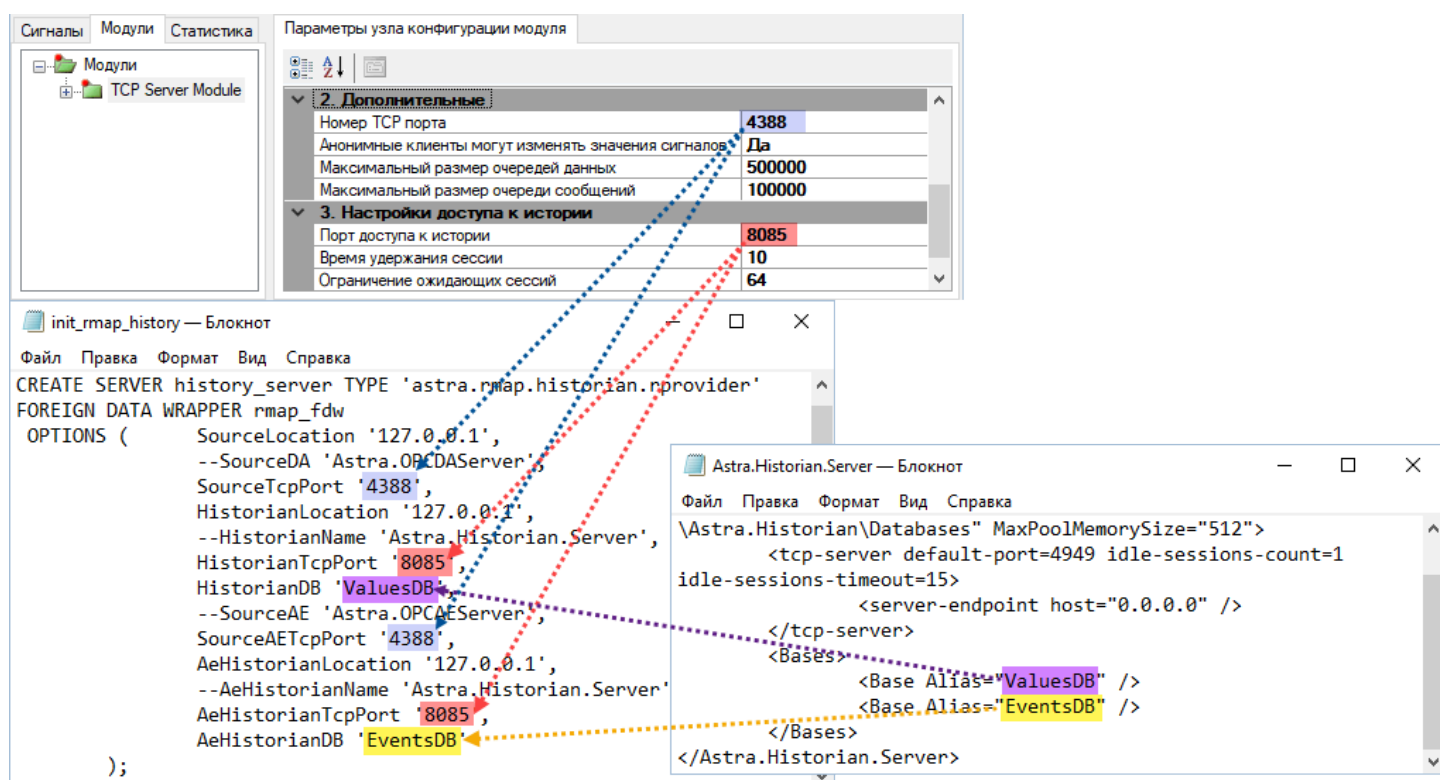 Сигналы Модули Статистика
Модули
TCP Server Module
Параметры узла конфигурации модуля
2. Дополнительные
Номер TCP порта 4388
Анонимные клиенты могут изменять значения сигналов Да
Максимальный размер очередей данных 500000
Максимальный размер очереди сообщений 100000
3. Настройки доступа к истории
Порт доступа к истории 8085
Время удержания сессии 10
Ограничение ожидающих сессий 64
init_rmap_history — Блокнот
Файл Правка Формат Вид Справка
CREATE SERVER history_server TYPE 'astra.rmap.historian.rprovider'
FOREIGN DATA WRAPPER rmap_fdw
OPTIONS ( SourceLocation '127.0.0.1',
--SourceDA 'Astra.OPCDAServer',
SourceTcpPort '4388',
HistorianLocation '127.0.0.1',
--HistorianName 'Astra.Historian.Server',
HistorianTcpPort '8085',
HistorianDB 'ValuesDB',
--SourceAE 'Astra.OPCAEServer',
SourceAETcpPort '4388',
AeHistorianLocation '127.0.0.1',
--AeHistorianName 'Astra.Historian.Server'
AeHistorianTcpPort '8085',
AeHistorianDB 'EventsDB'
);
Astra.Historian.Server — Блокнот
Файл Правка Формат Вид Справка
\Astra.Historian\Databases" MaxPoolMemorySize="512">
<tcp-server default-port=4949 idle-sessions-count=1
idle-sessions-timeout=15>
<server-endpoint host="0.0.0.0" />
</tcp-server>
<Bases>
<Base Alias="ValuesDB" />
<Base Alias="EventsDB" />
</Bases>
</Astra.Historian.Server>